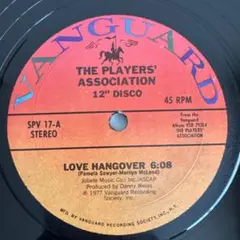 VANGUARD
THE PLAYERS'
ASSOCIATION
12" DISCO
45 RPM
SPV 17-A
STEREO
From the
Vanguard
Album VSD
THE PLAYERS'
ASSOCIATION
LOVE HANGOVER 6:08
(Pamela Sawyer-Marilyn McLeod)
Jobete Music Co., Inc./ASCAP
Produced by Danny Weiss
℗ 1977 Vanguard Recording
Society, Inc.
MFD. BY VANGUARD RECORDING SOCIETY, INC.,